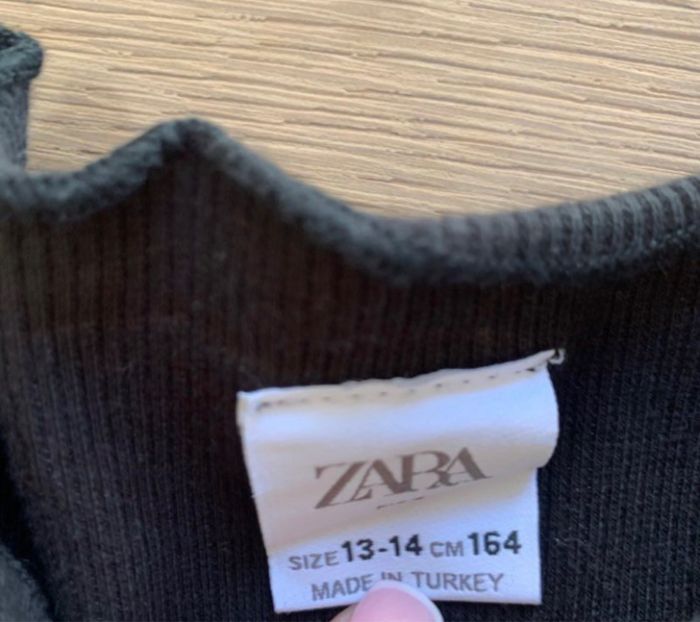 ZARA
SIZE 13-14 CM 164
MADE IN TURKEY